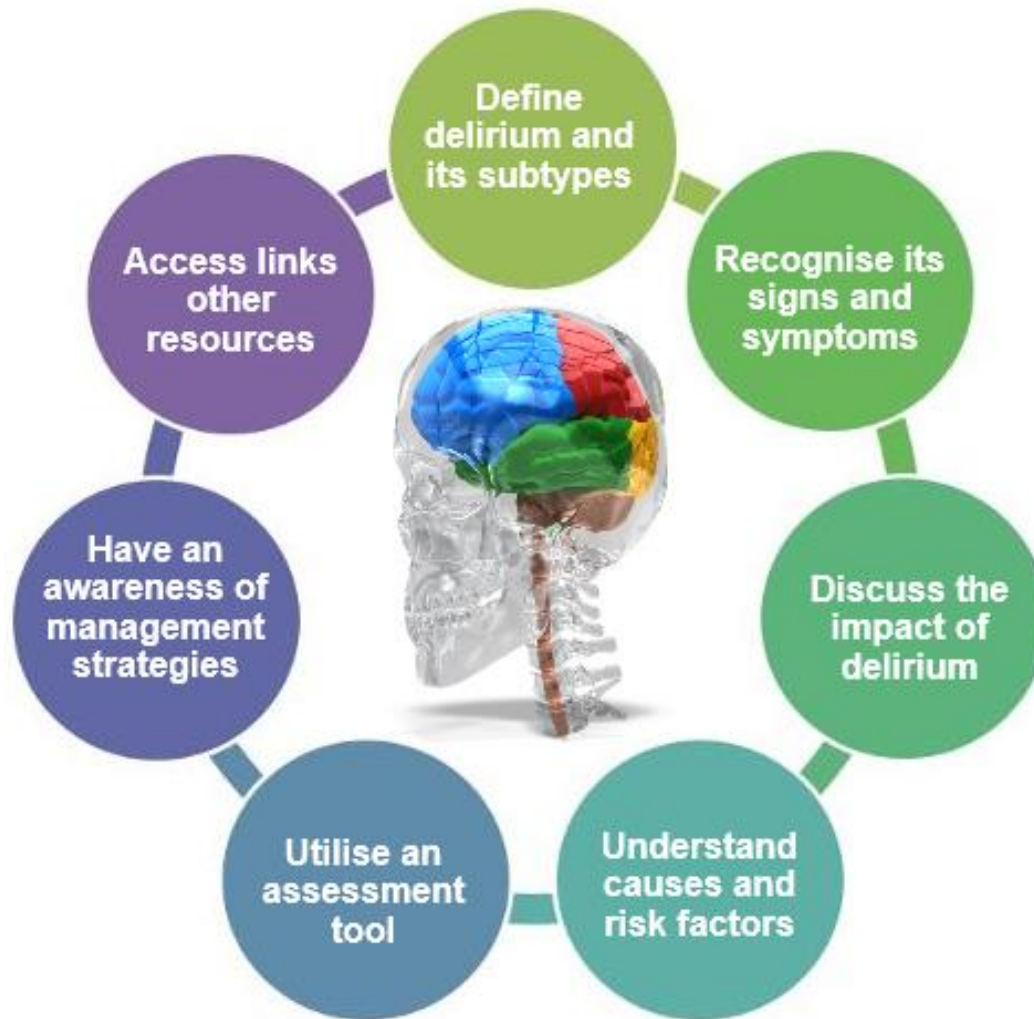 Define
delirium and
its subtypes
Recognise its
signs and
symptoms
Discuss the
impact of
delirium
Understand
causes and
risk factors
Utilise an
assessment
tool
Have an
awareness of
management
strategies
Access links
other
resources